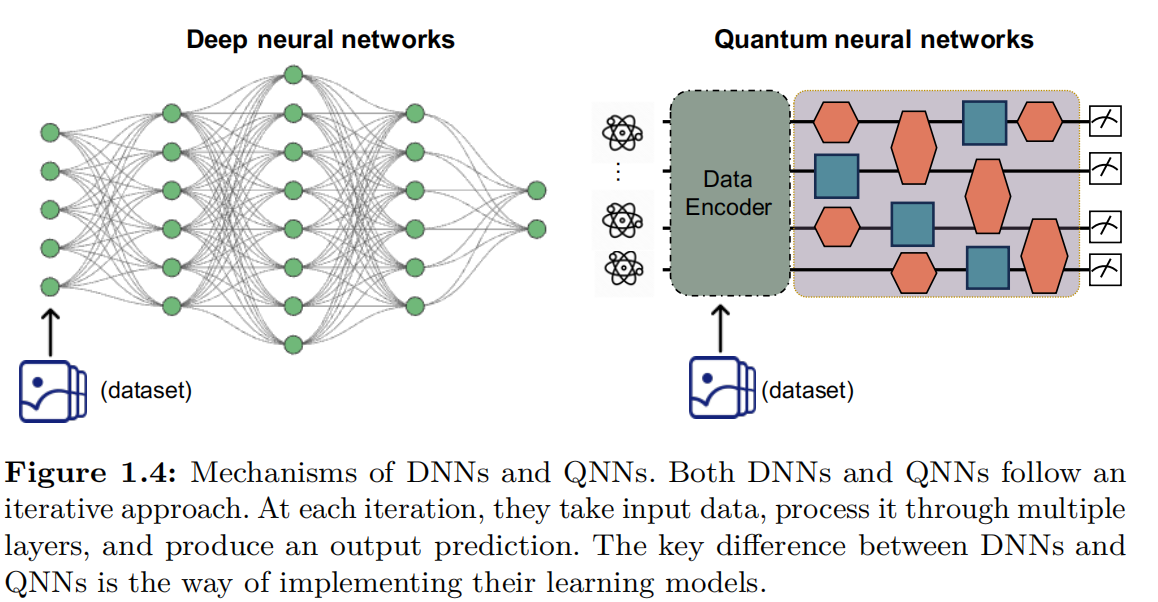 Deep neural networks
Quantum neural networks
Data
Encoder
(dataset)
(dataset)
Figure 1.4: Mechanisms of DNNs and QNNs. Both DNNs and QNNs follow an
iterative approach. At each iteration, they take input data, process it through multiple
layers, and produce an output prediction. The key difference between DNNs and
QNNs is the way of implementing their learning models.